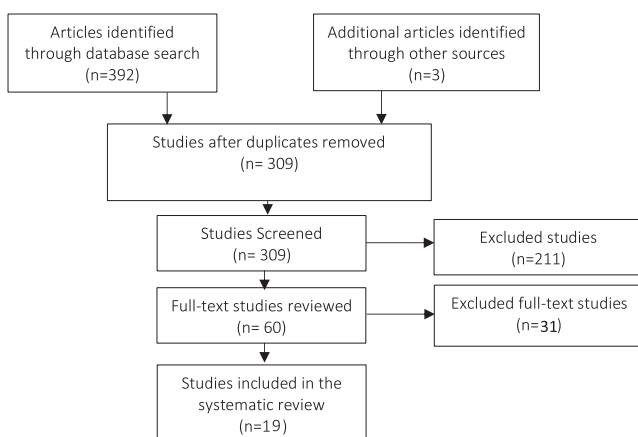 Articles identified
through database search
(n=392)
Additional articles identified
through other sources
(n=3)
Studies after duplicates removed
(n= 309)
Studies Screened
(n= 309)
Excluded studies
(n=211)
Full-text studies reviewed
(n= 60)
Excluded full-text studies
(n=31)
Studies included in the
systematic review
(n=19)